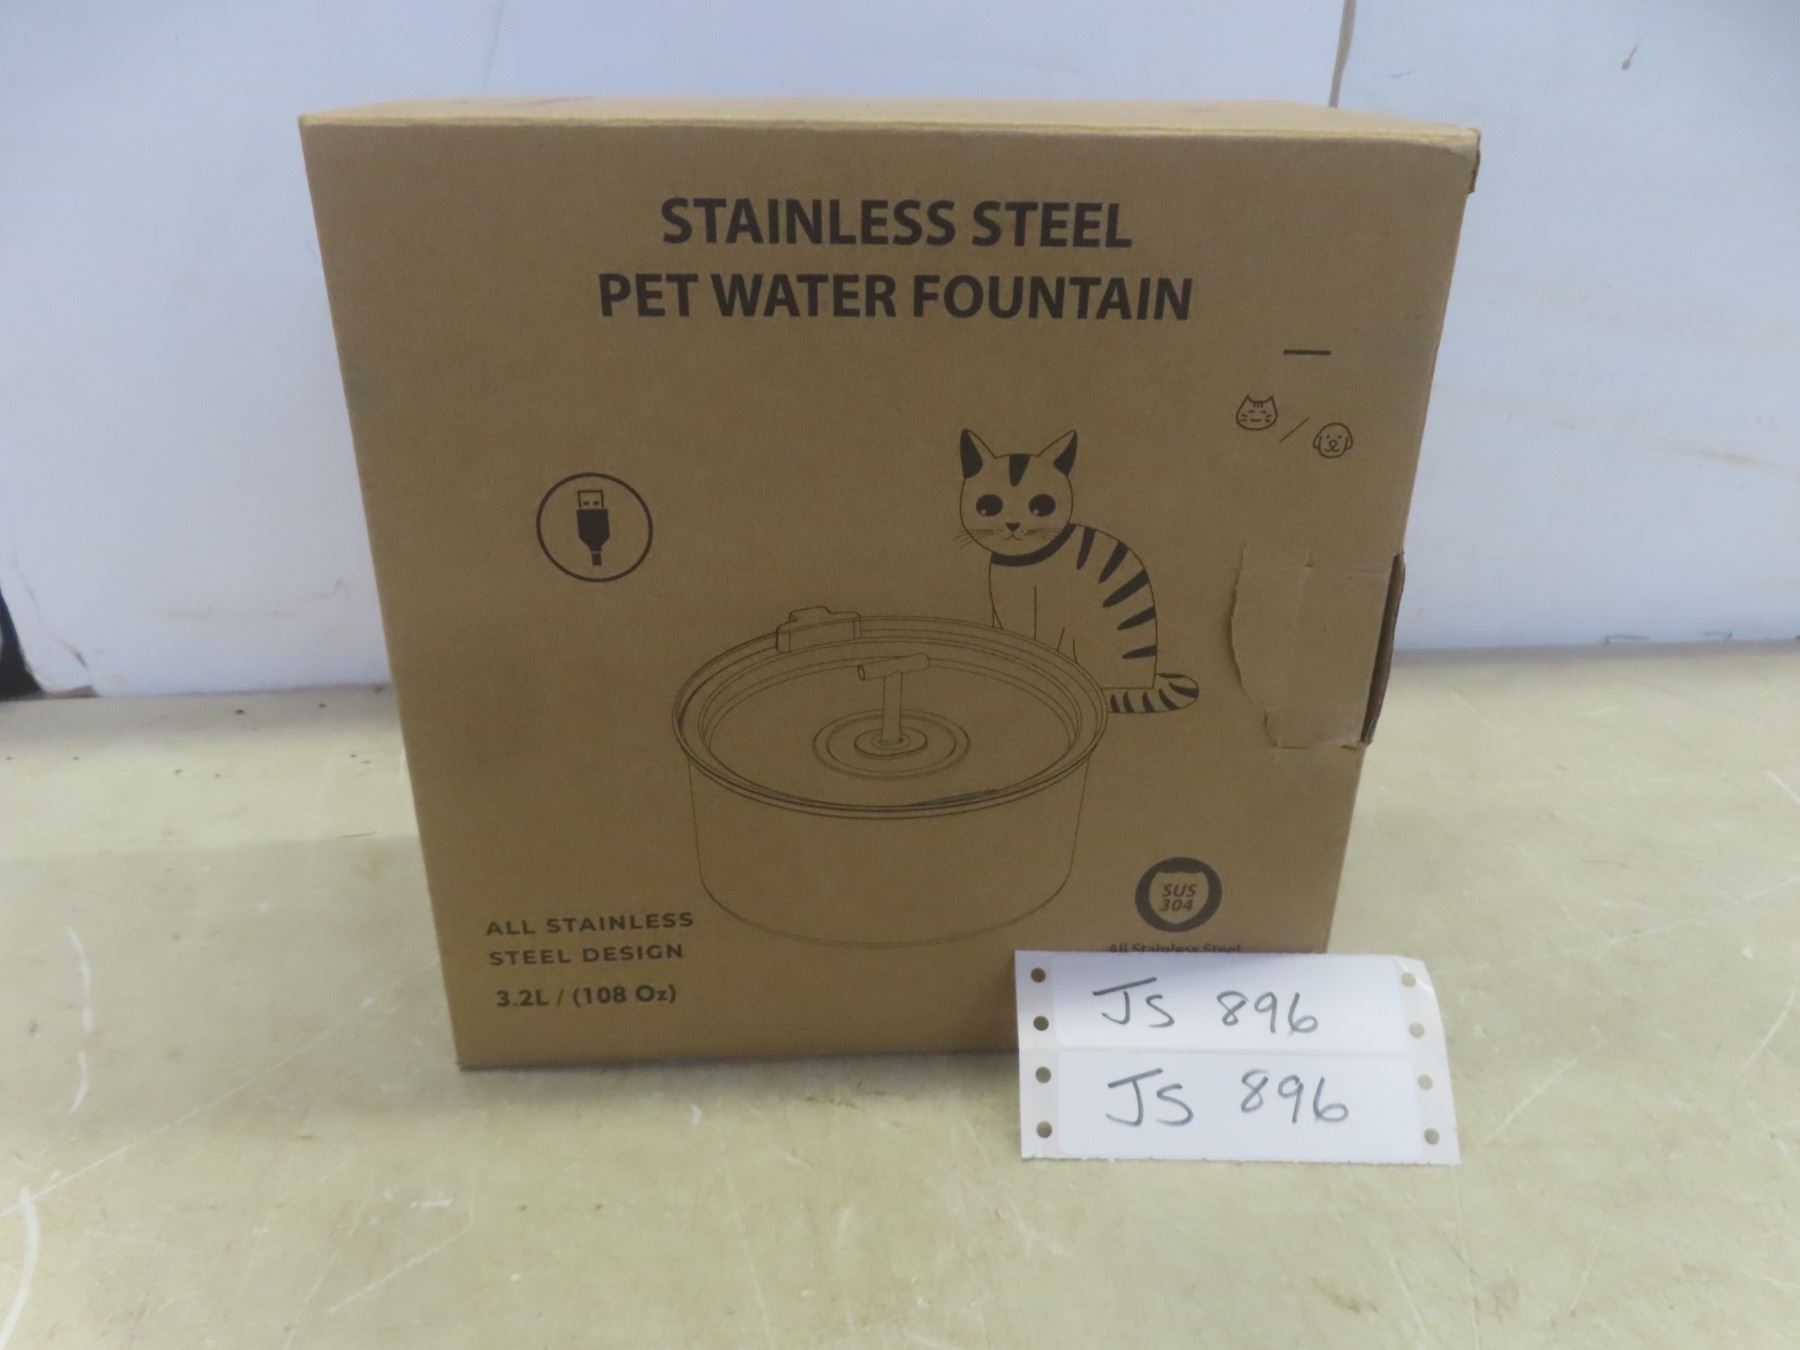 STAINLESS STEEL
PET WATER FOUNTAIN
ALL STAINLESS
STEEL DESIGN
3.2L / (108 Oz)
SUS
304
All Stainless Steel
JS 896
JS 896